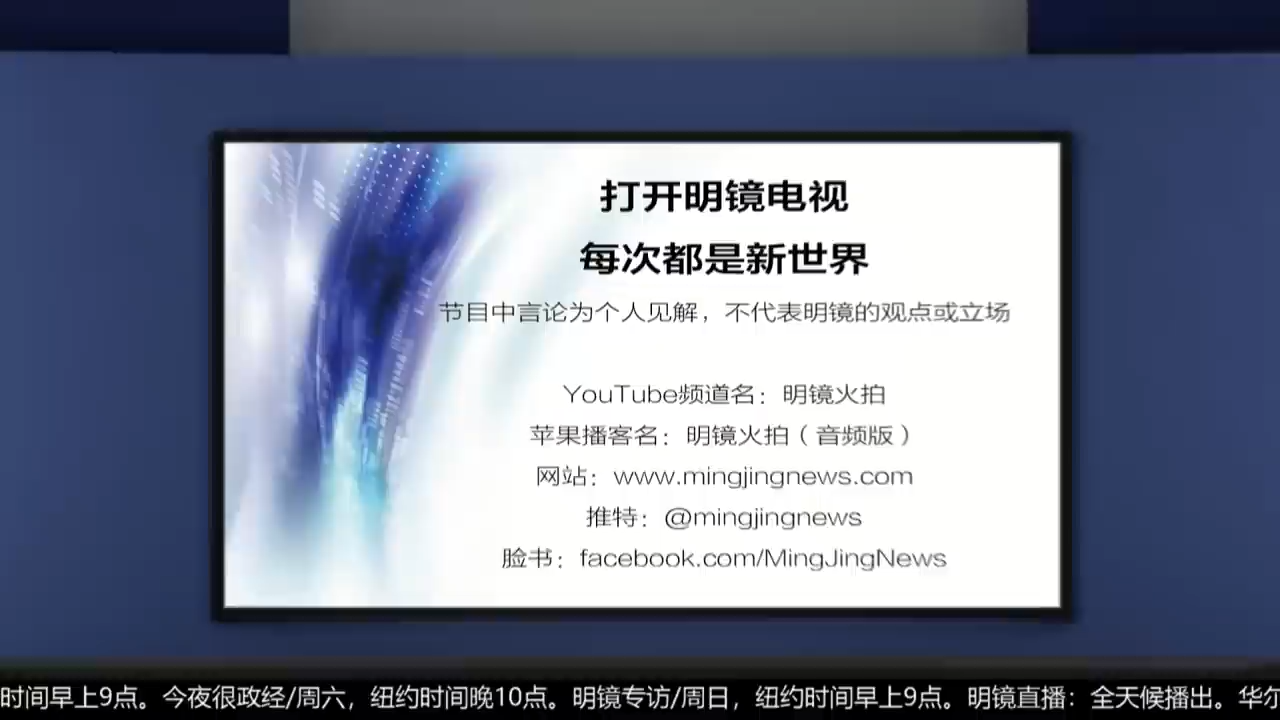 打开明镜电视
每次都是新世界
节目中言论为个人见解，不代表明镜的观点或立场
YouTube频道名：明镜火拍
苹果播客名：明镜火拍（音频版）
网站：www.mingjingnews.com
推特：@mingjingnews
脸书：facebook.com/MingJingNews
时间早上9点。今夜很政经/周六，纽约时间晚10点。明镜专访/周日，纽约时间早上9点。明镜直播：全天候播出。华尔